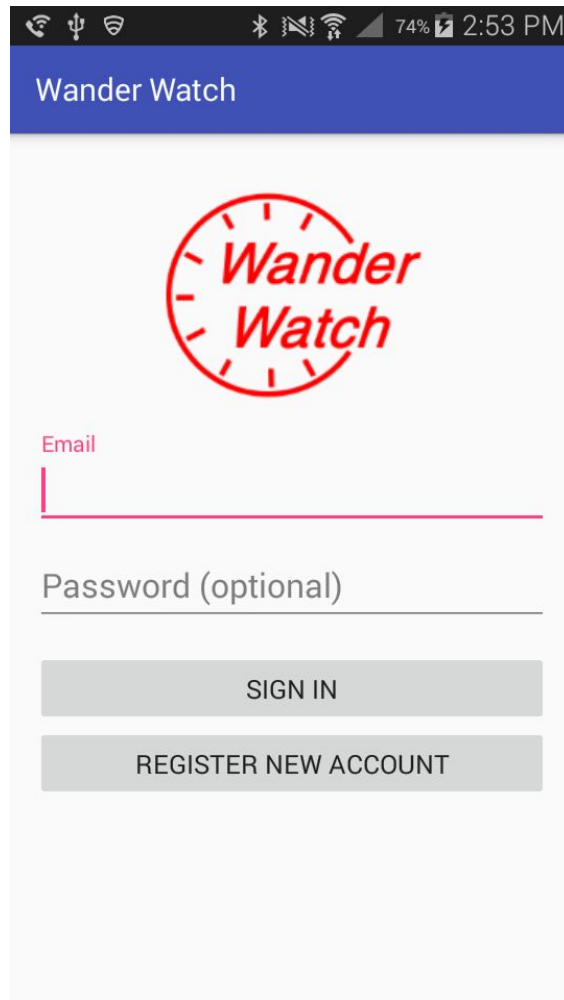 74% 2:53 PM
Wander Watch
Wander
Watch
Email
Password (optional)
SIGN IN
REGISTER NEW ACCOUNT